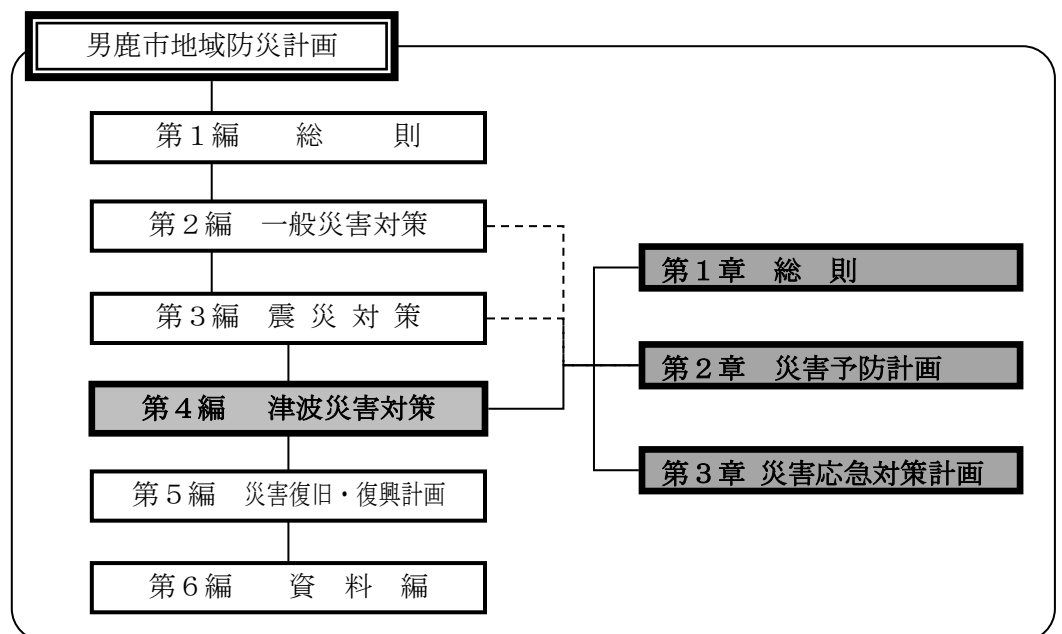 男鹿市地域防災計画
第１編　総　則
第２編　一般災害対策
第３編　震 災 対 策
第４編　津波災害対策
第５編　災害復旧・復興計画
第６編　資　料　編
第１章　総　則
第２章　災害予防計画
第３章 災害応急対策計画